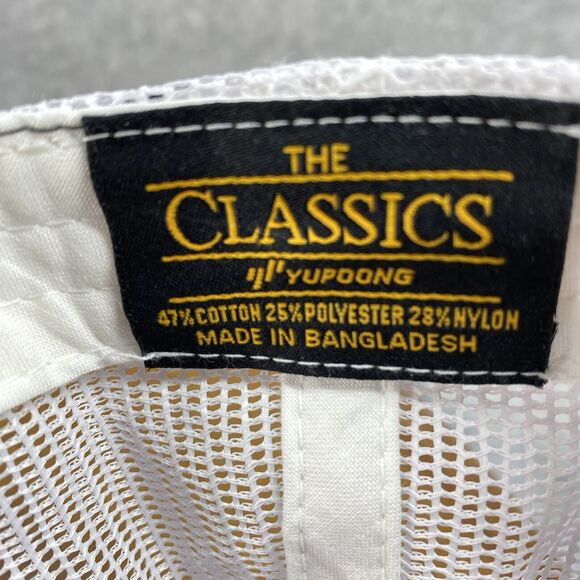 THE
CLASSICS
YUPOONG
47% COTTON 25% POLYESTER 28% NYLON
MADE IN BANGLADESH